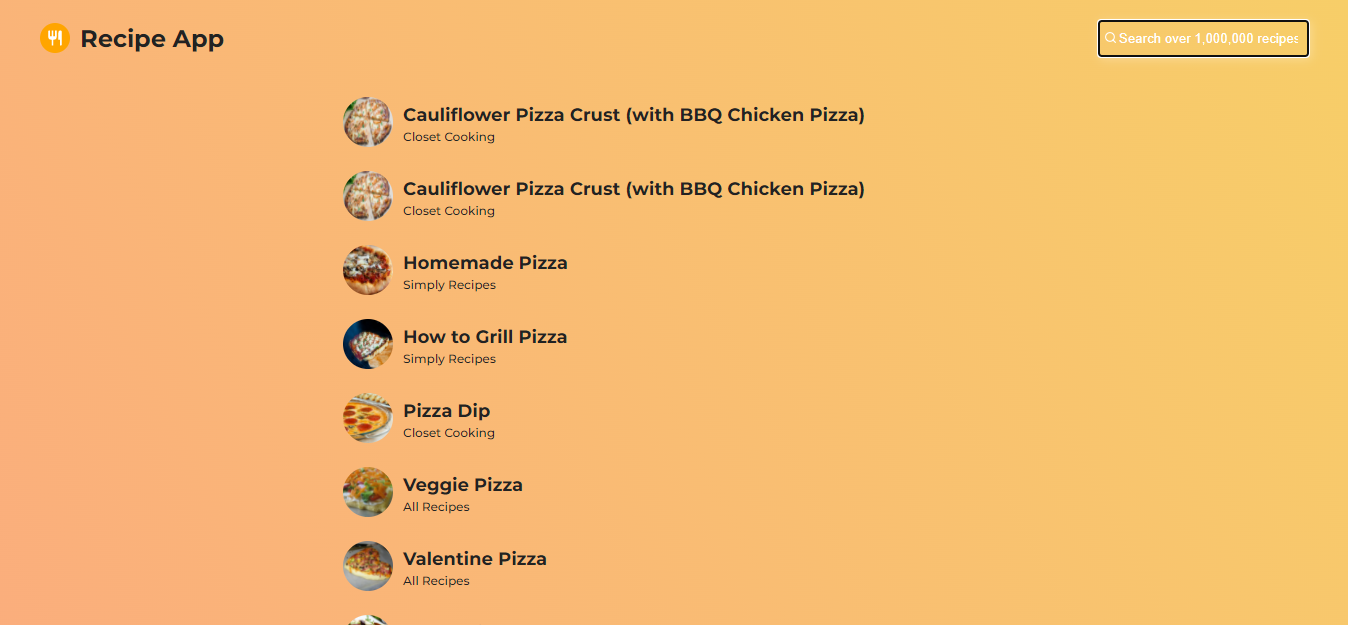 Recipe App
Search over 1,000,000 recipes
Cauliflower Pizza Crust (with BBQ Chicken Pizza)
Closet Cooking
Cauliflower Pizza Crust (with BBQ Chicken Pizza)
Closet Cooking
Homemade Pizza
Simply Recipes
How to Grill Pizza
Simply Recipes
Pizza Dip
Closet Cooking
Veggie Pizza
All Recipes
Valentine Pizza
All Recipes